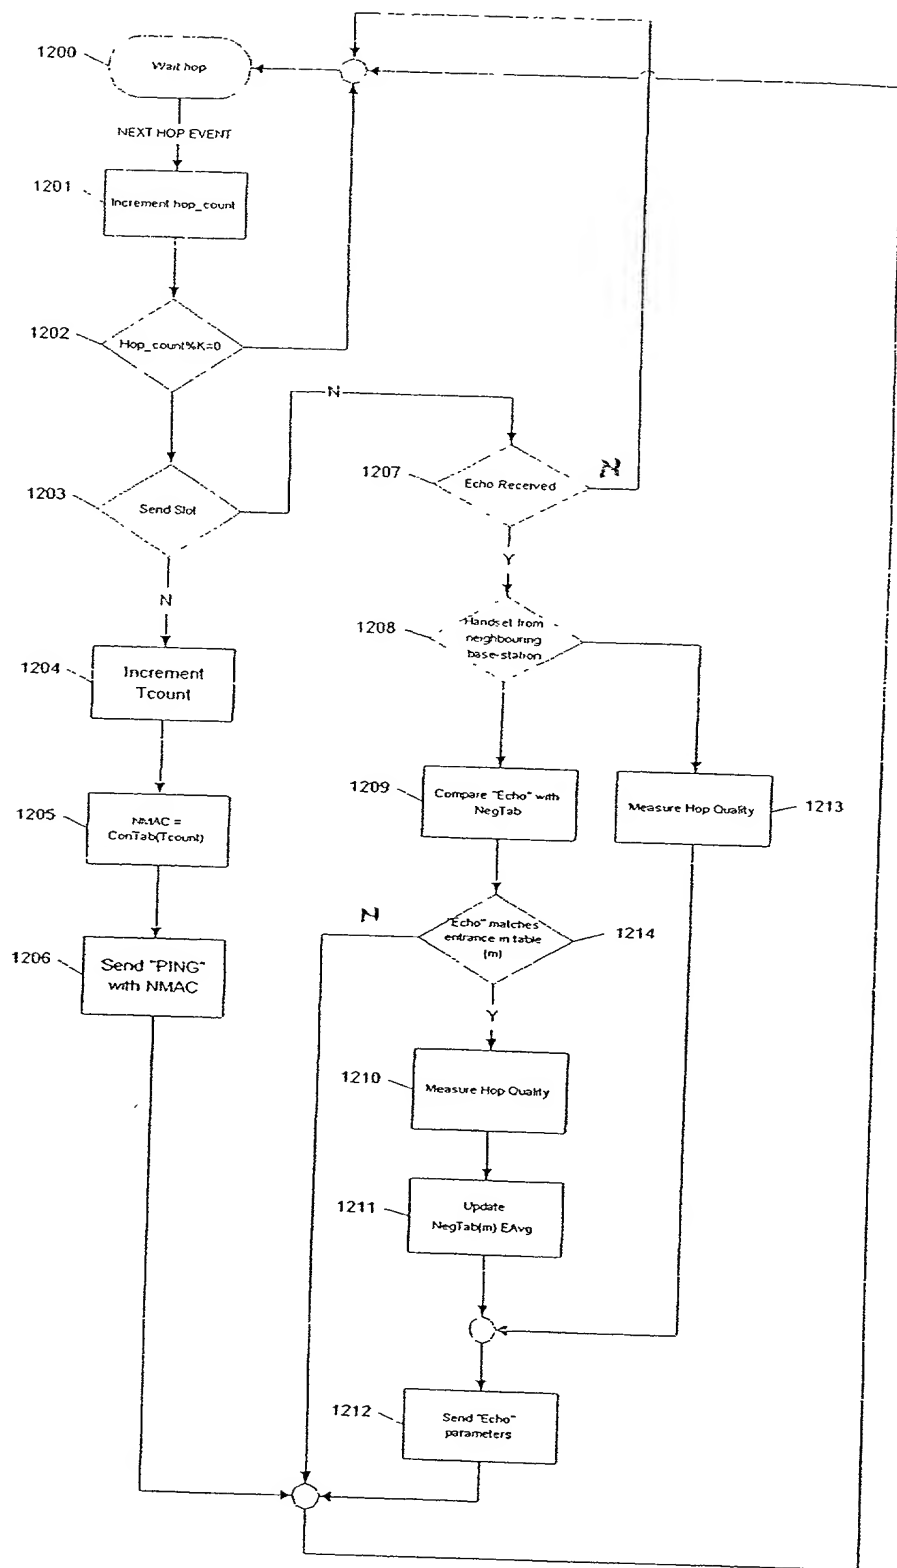 1200
Wait hop
NEXT HOP EVENT
1201
Increment hop_count
1202
Hop_count%K=0
N
1203
Send Slot
1207
Echo Received
N
N
Y
1204
Increment
Tcount
1208
Handset from
neighbouring
base-station
1205
NMAC =
ConTab(Tcount)
1209
Compare "Echo" with
NegTab
Measure Hop Quality
1213
1206
Send "PING"
with NMAC
N
"Echo" matches
entrance in table
(m)
1214
Y
1210
Measure Hop Quality
1211
Update
NegTab(m) EAvg
1212
Send "Echo"
parameters